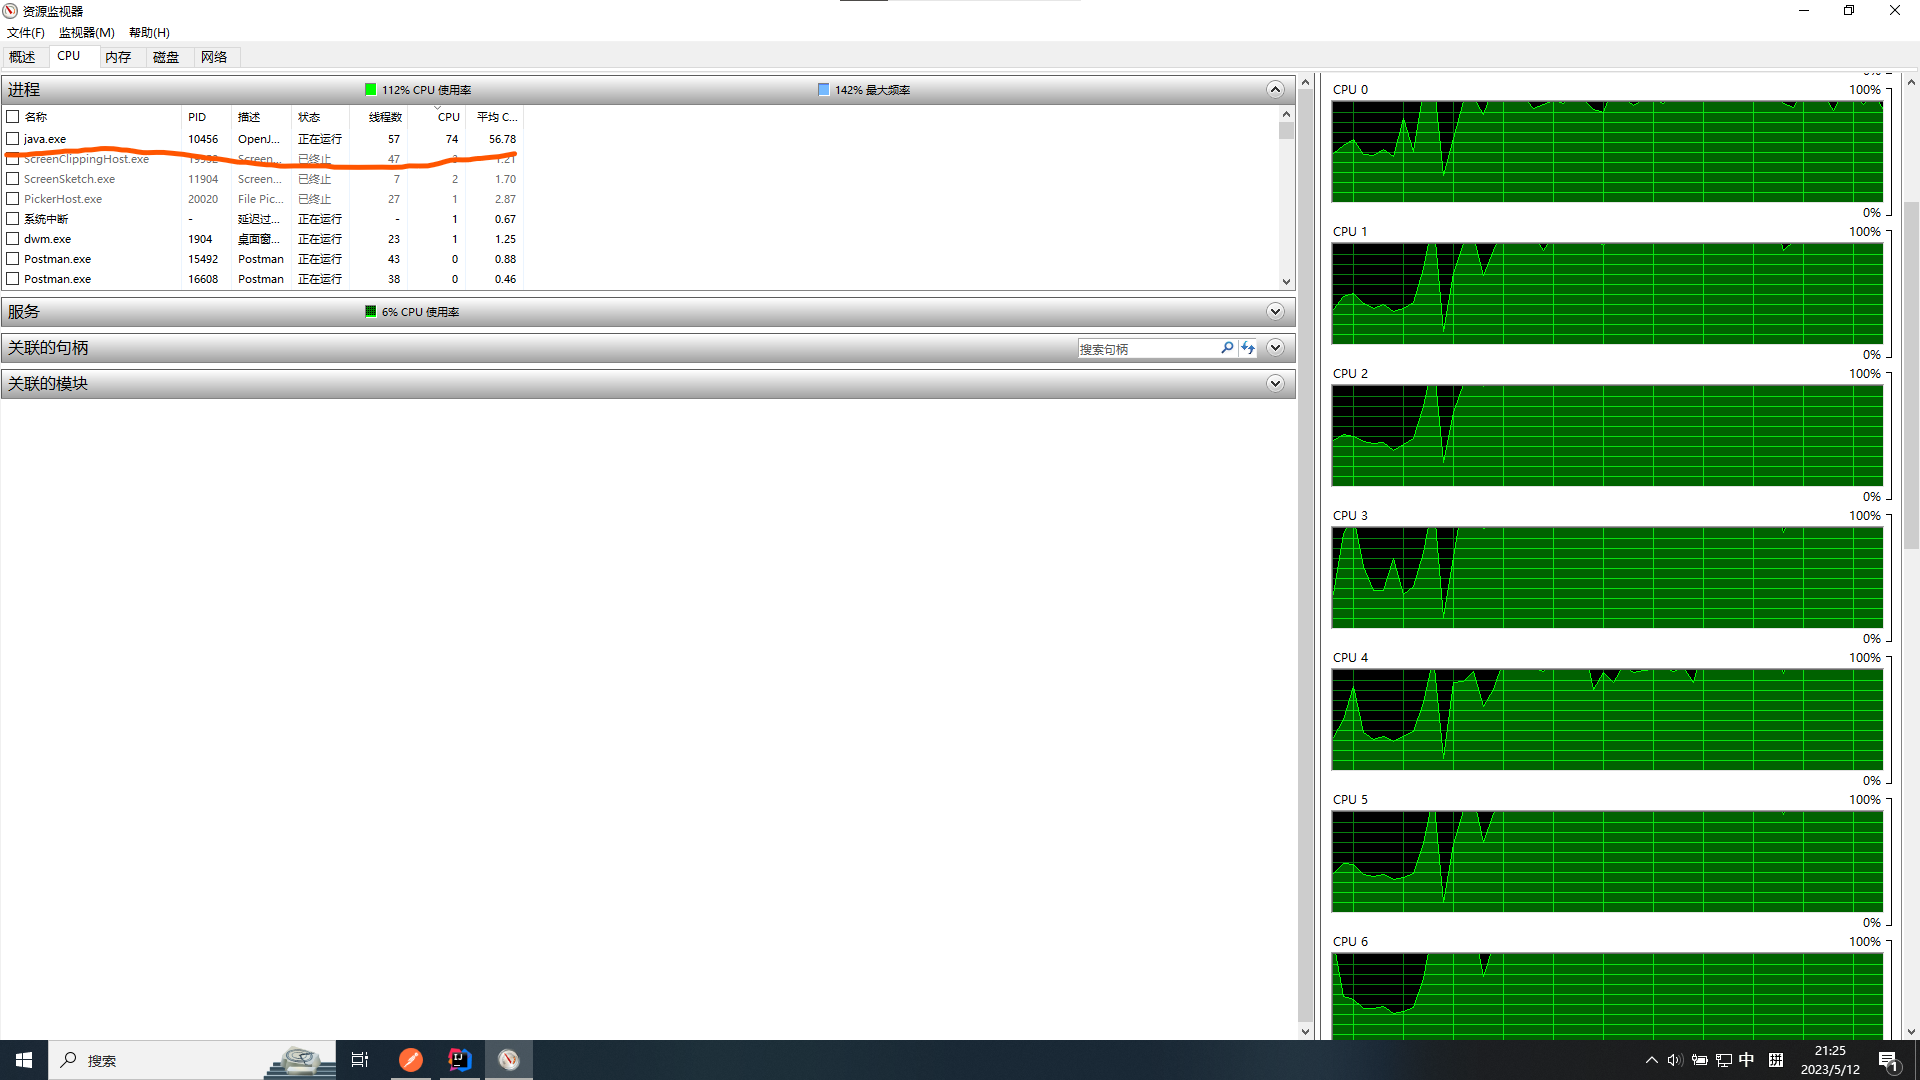 资源监视器
文件(F) 监视器(M) 帮助(H)
概述 CPU 内存 磁盘 网络
进程 112% CPU 使用率 142% 最大频率
名称 PID 描述 状态 线程数 CPU 平均 C...
java.exe 10456 OpenJ... 正在运行 57 74 56.78
ScreenClippingHost.exe Screen... 已终止 47 1.21
ScreenSketch.exe 11904 Screen... 已终止 7 2 1.70
PickerHost.exe 20020 File Pic... 已终止 27 1 2.87
系统中断 - 延迟过... 正在运行 - 1 0.67
dwm.exe 1904 桌面窗... 正在运行 23 1 1.25
Postman.exe 15492 Postman 正在运行 43 0 0.88
Postman.exe 16608 Postman 正在运行 38 0 0.46
服务 6% CPU 使用率
关联的句柄 搜索句柄
关联的模块
CPU 0 100%
0%
CPU 1 100%
0%
CPU 2 100%
0%
CPU 3 100%
0%
CPU 4 100%
0%
CPU 5 100%
0%
CPU 6 100%
搜索
中 拼
21:25
2023/5/12
1